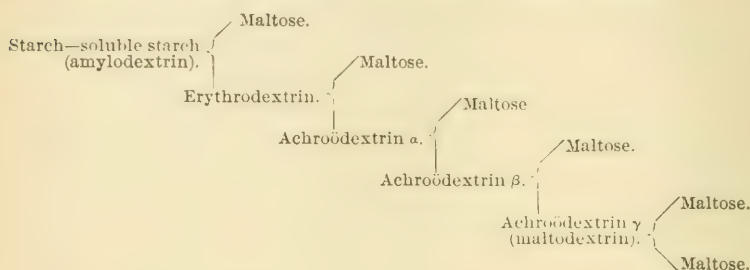 Maltose.
Starch—soluble starch
(amylodextrin).
Maltose.
Erythrodextrin.
Maltose
Achroödextrin α.
Maltose.
Achroödextrin β.
Maltose.
Achroödextrin γ
(maltodextrin).
Maltose.